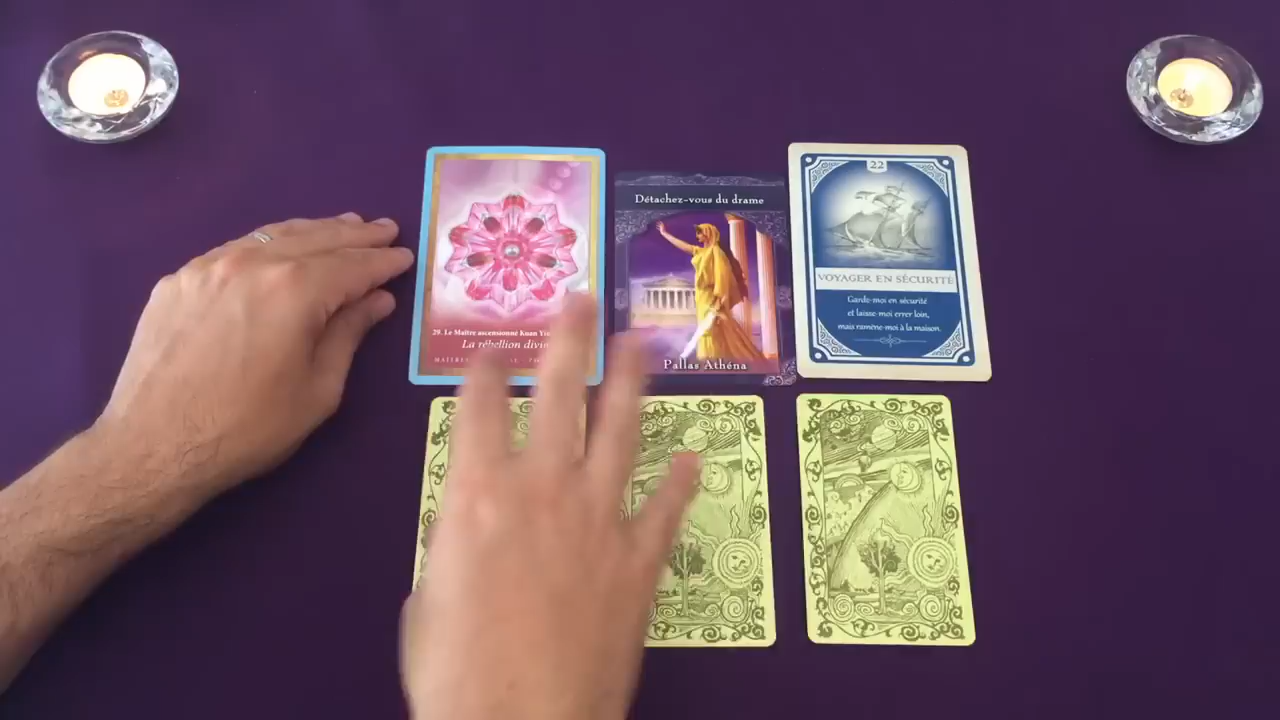 29. Le Maître ascensionné Kuan Yin
La rébellion
Détachez-vous du drame
Pallas Athéna
22
VOYAGER EN SÉCURITÉ
Garde-moi en sécurité
et laisse-moi errer loin,
mais ramène-moi à la maison.